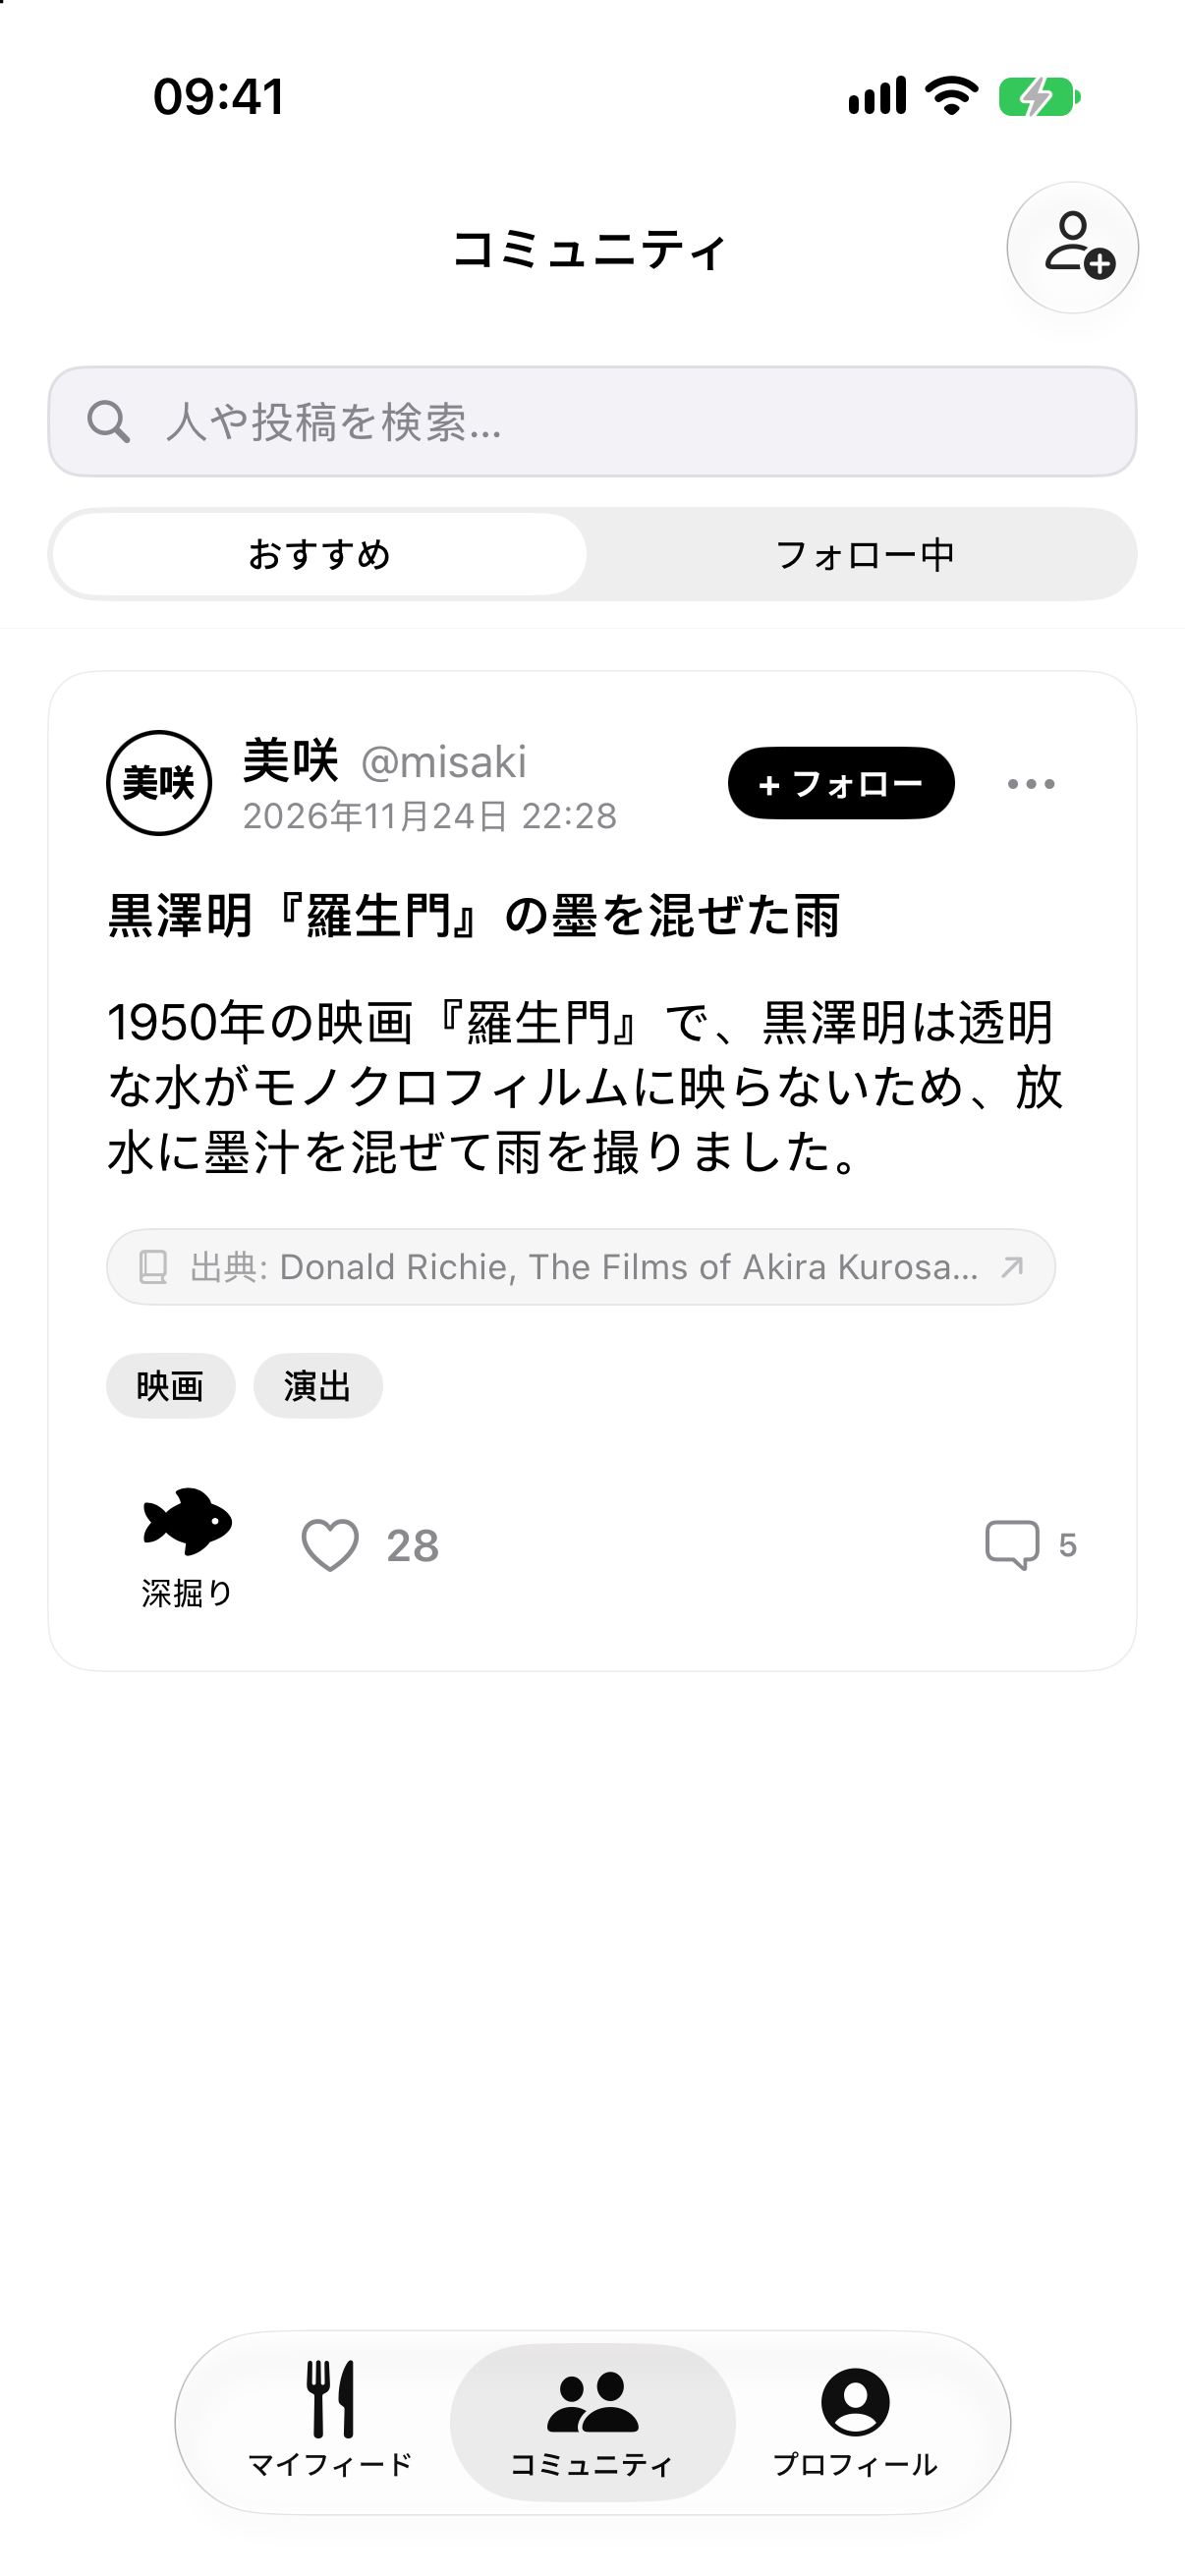 09:41
コミュニティ
人や投稿を検索...
おすすめ
フォロー中
美咲
美咲 @misaki
+ フォロー
2026年11月24日 22:28
黒澤明『羅生門』の墨を混ぜた雨
1950年の映画『羅生門』で、黒澤明は透明
な水がモノクロフィルムに映らないため、放
水に墨汁を混ぜて雨を撮りました。
出典: Donald Richie, The Films of Akira Kurosa...
映画
演出
深掘り
28
5
マイフィード
コミュニティ
プロフィール